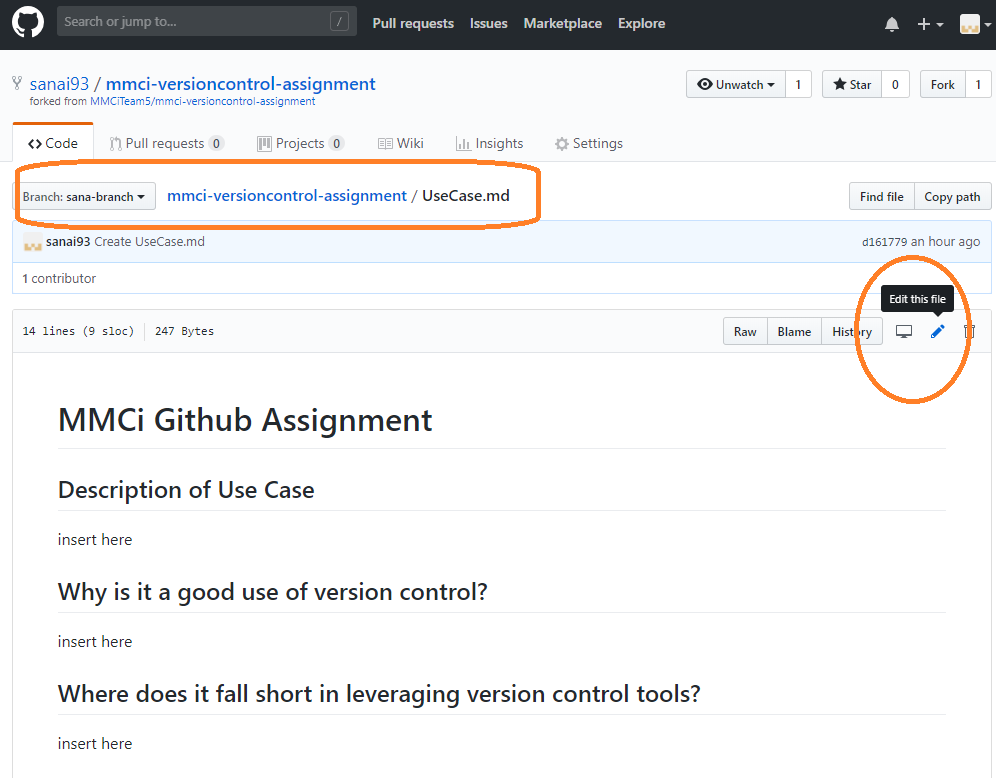 Search or jump to... / Pull requests Issues Marketplace Explore
sanai93 / mmci-versioncontrol-assignment Unwatch 1 Star 0 Fork 1
forked from MMCiTeam5/mmci-versioncontrol-assignment
<> Code Pull requests 0 Projects 0 Wiki Insights Settings
Branch: sana-branch mmci-versioncontrol-assignment / UseCase.md Find file Copy path
sanai93 Create UseCase.md d161779 an hour ago
1 contributor
Edit this file
14 lines (9 sloc) 247 Bytes Raw Blame History
MMCi Github Assignment
Description of Use Case
insert here
Why is it a good use of version control?
insert here
Where does it fall short in leveraging version control tools?
insert here